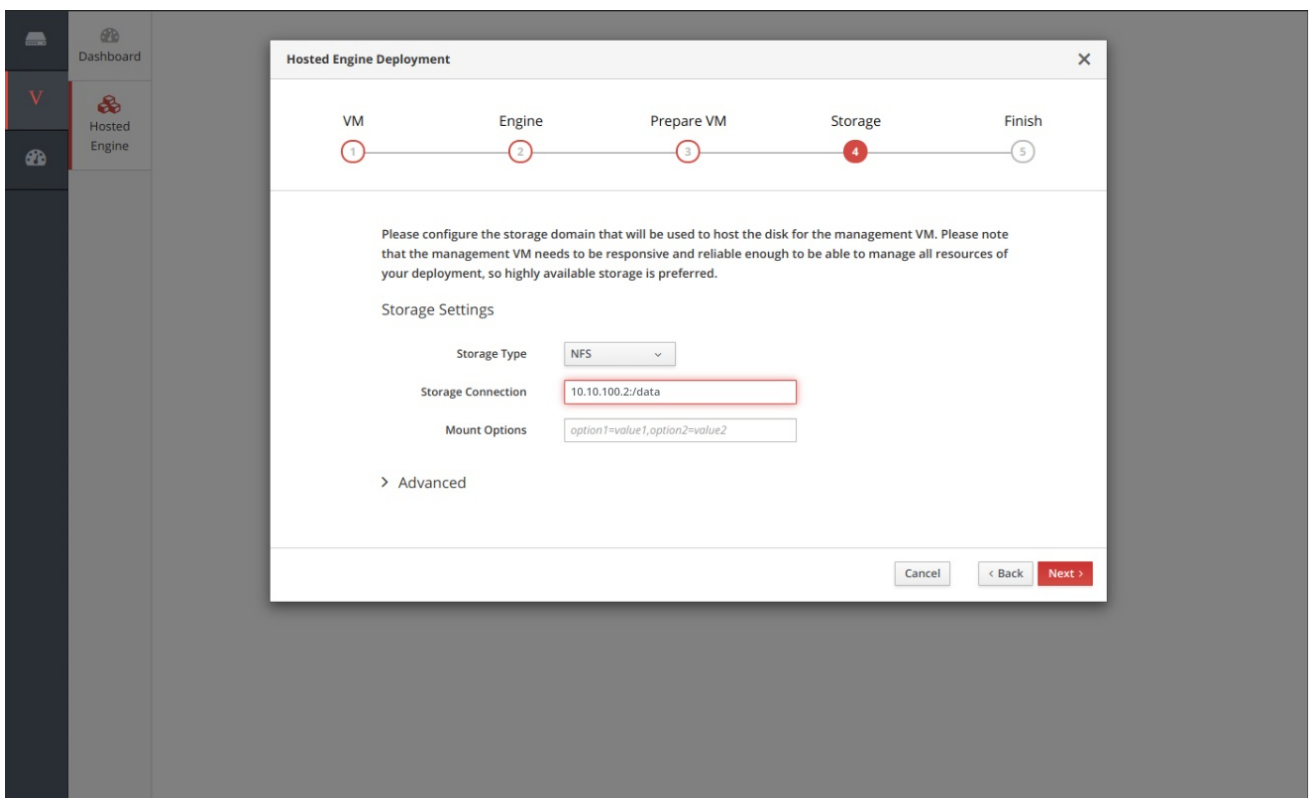 Dashboard
V
Hosted
Engine
Hosted Engine Deployment
VM Engine Prepare VM Storage Finish
1 2 3 4 5
Please configure the storage domain that will be used to host the disk for the management VM. Please note
that the management VM needs to be responsive and reliable enough to be able to manage all resources of
your deployment, so highly available storage is preferred.
Storage Settings
Storage Type NFS
Storage Connection 10.10.100.2:/data
Mount Options option1=value1,option2=value2
Advanced
Cancel < Back Next >